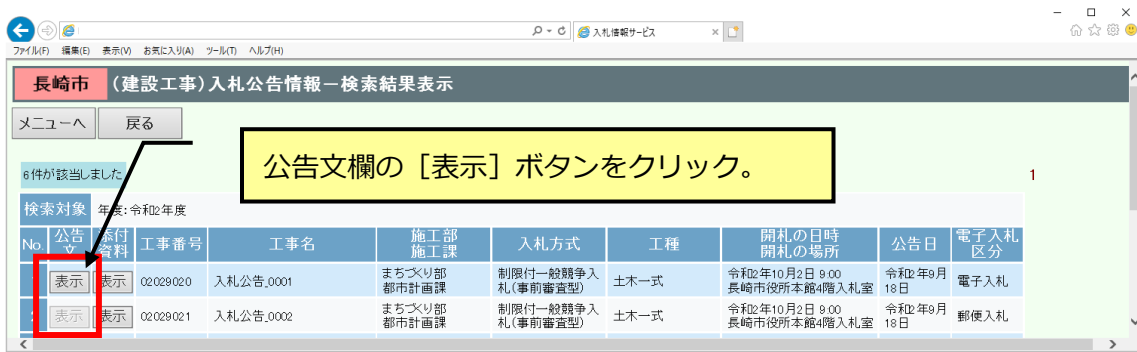 入札情報サービス
ファイル(F) 編集(E) 表示(V) お気に入り(A) ツール(T) ヘルプ(H)
長崎市 (建設工事)入札公告情報－検索結果表示
メニューへ 戻る
公告文欄の［表示］ボタンをクリック。
6件が該当しました
1
検索対象 年度:令和2年度
No. 公告文 添付資料 工事番号 工事名 施工部 施工課 入札方式 工種 開札の日時 開札の場所 公告日 電子入札区分
表示 表示 02029020 入札公告_0001 まちづくり部 都市計画課 制限付一般競争入札(事前審査型) 土木一式 令和2年10月2日 9:00 長崎市役所本館4階入札室 令和2年9月18日 電子入札
2 表示 表示 02029021 入札公告_0002 まちづくり部 都市計画課 制限付一般競争入札(事前審査型) 土木一式 令和2年10月2日 9:00 長崎市役所本館4階入札室 令和2年9月18日 郵便入札